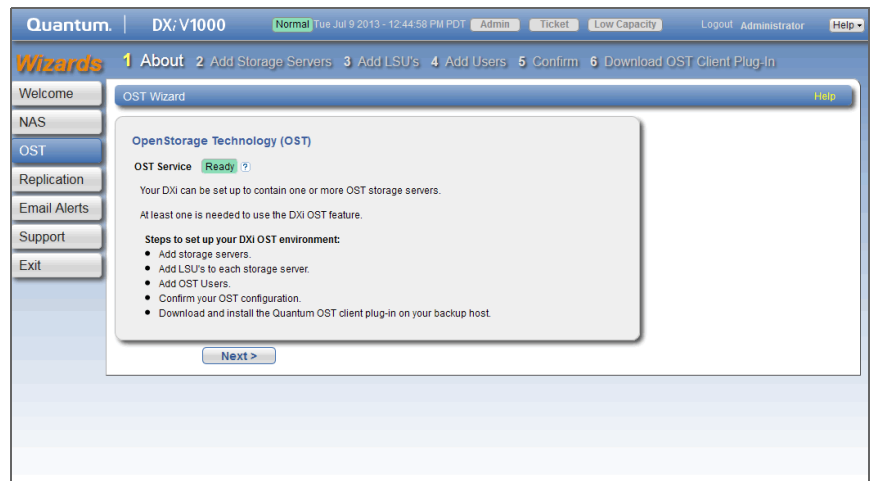 Quantum. DXi V1000 Normal Tue Jul 9 2013 - 12:44:58 PM PDT Admin Ticket Low Capacity Logout Administrator Help
Wizards 1 About 2 Add Storage Servers 3 Add LSU's 4 Add Users 5 Confirm 6 Download OST Client Plug-In
Welcome
NAS
OST
Replication
Email Alerts
Support
Exit
OST Wizard Help
OpenStorage Technology (OST)
OST Service Ready ?
Your DXi can be set up to contain one or more OST storage servers.
At least one is needed to use the DXi OST feature.
Steps to set up your DXi OST environment:
• Add storage servers.
• Add LSU's to each storage server.
• Add OST Users.
• Confirm your OST configuration.
• Download and install the Quantum OST client plug-in on your backup host.
Next >